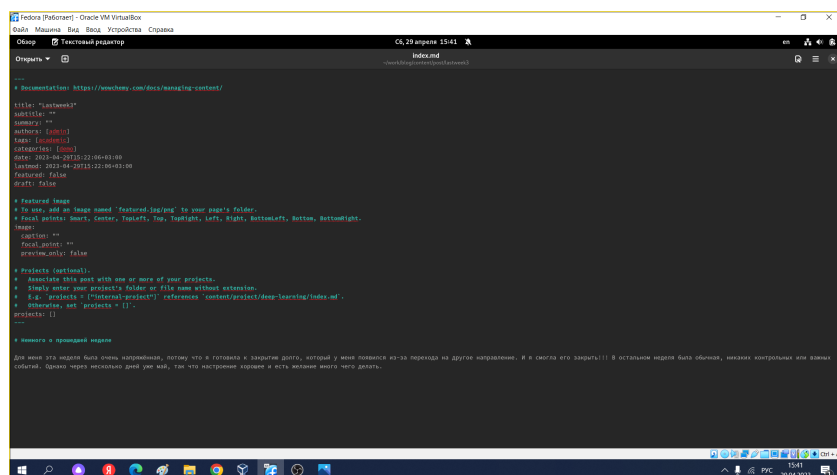 Fedora [Работает] - Oracle VM VirtualBox
Файл Машина Вид Ввод Устройства Справка
Обзор Текстовый редактор Сб, 29 апреля 15:41 en
Открыть index.md
~/work/blog/content/post/lastweek3
---
# Documentation: https://wowchemy.com/docs/managing-content/
title: "Lastweek3"
subtitle: ""
summary: ""
authors: [admin]
tags: [academic]
categories: [demo]
date: 2023-04-29T15:22:06+03:00
lastmod: 2023-04-29T15:22:06+03:00
featured: false
draft: false
# Featured image
# To use, add an image named `featured.jpg/png` to your page's folder.
# Focal points: Smart, Center, TopLeft, Top, TopRight, Left, Right, BottomLeft, Bottom, BottomRight.
image:
caption: ""
focal_point: ""
preview_only: false
# Projects (optional).
# Associate this post with one or more of your projects.
# Simply enter your project's folder or file name without extension.
# E.g. `projects = ["internal-project"]` references `content/project/deep-learning/index.md`.
# Otherwise, set `projects = []`.
projects: []
---
# Немного о прошедшей неделе
Для меня эта неделя была очень напряжённая, потому что я готовила к закрытию долго, который у меня появился из-за перехода на другое направление. И я смогла его закрыть!!! В остальном неделя была обычная, никаких контрольных или важных
событий. Однако через несколько дней уже май, так что настроение хорошее и есть желание много чего делать.
Ctrl +
РУС 15:41